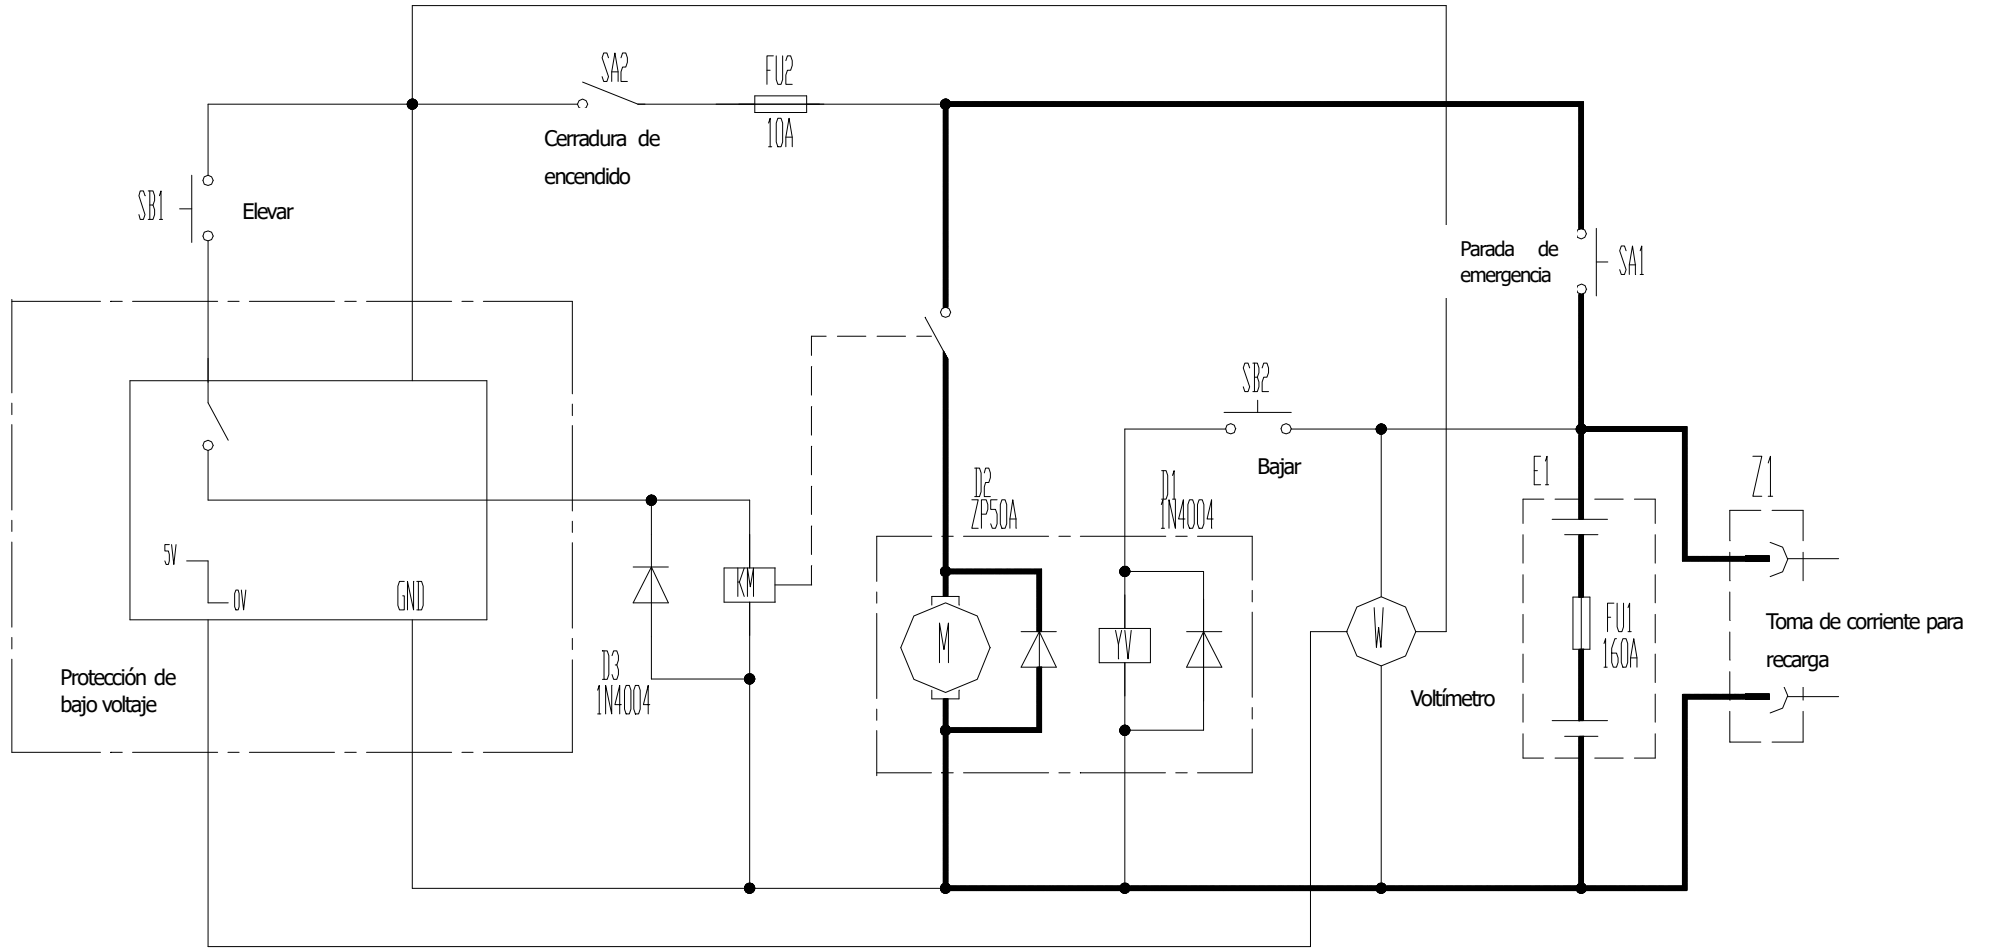 SA2
FU2
10A
Cerradura de
encendido
SB1
Elevar
Parada de
emergencia
SA1
SB2
Bajar
D2
ZP50A
D1
1N4004
E1
Z1
5V
0V
GND
KM
M
YV
W
FU1
160A
Toma de corriente para
recarga
Protección de
bajo voltaje
D3
1N4004
Voltímetro